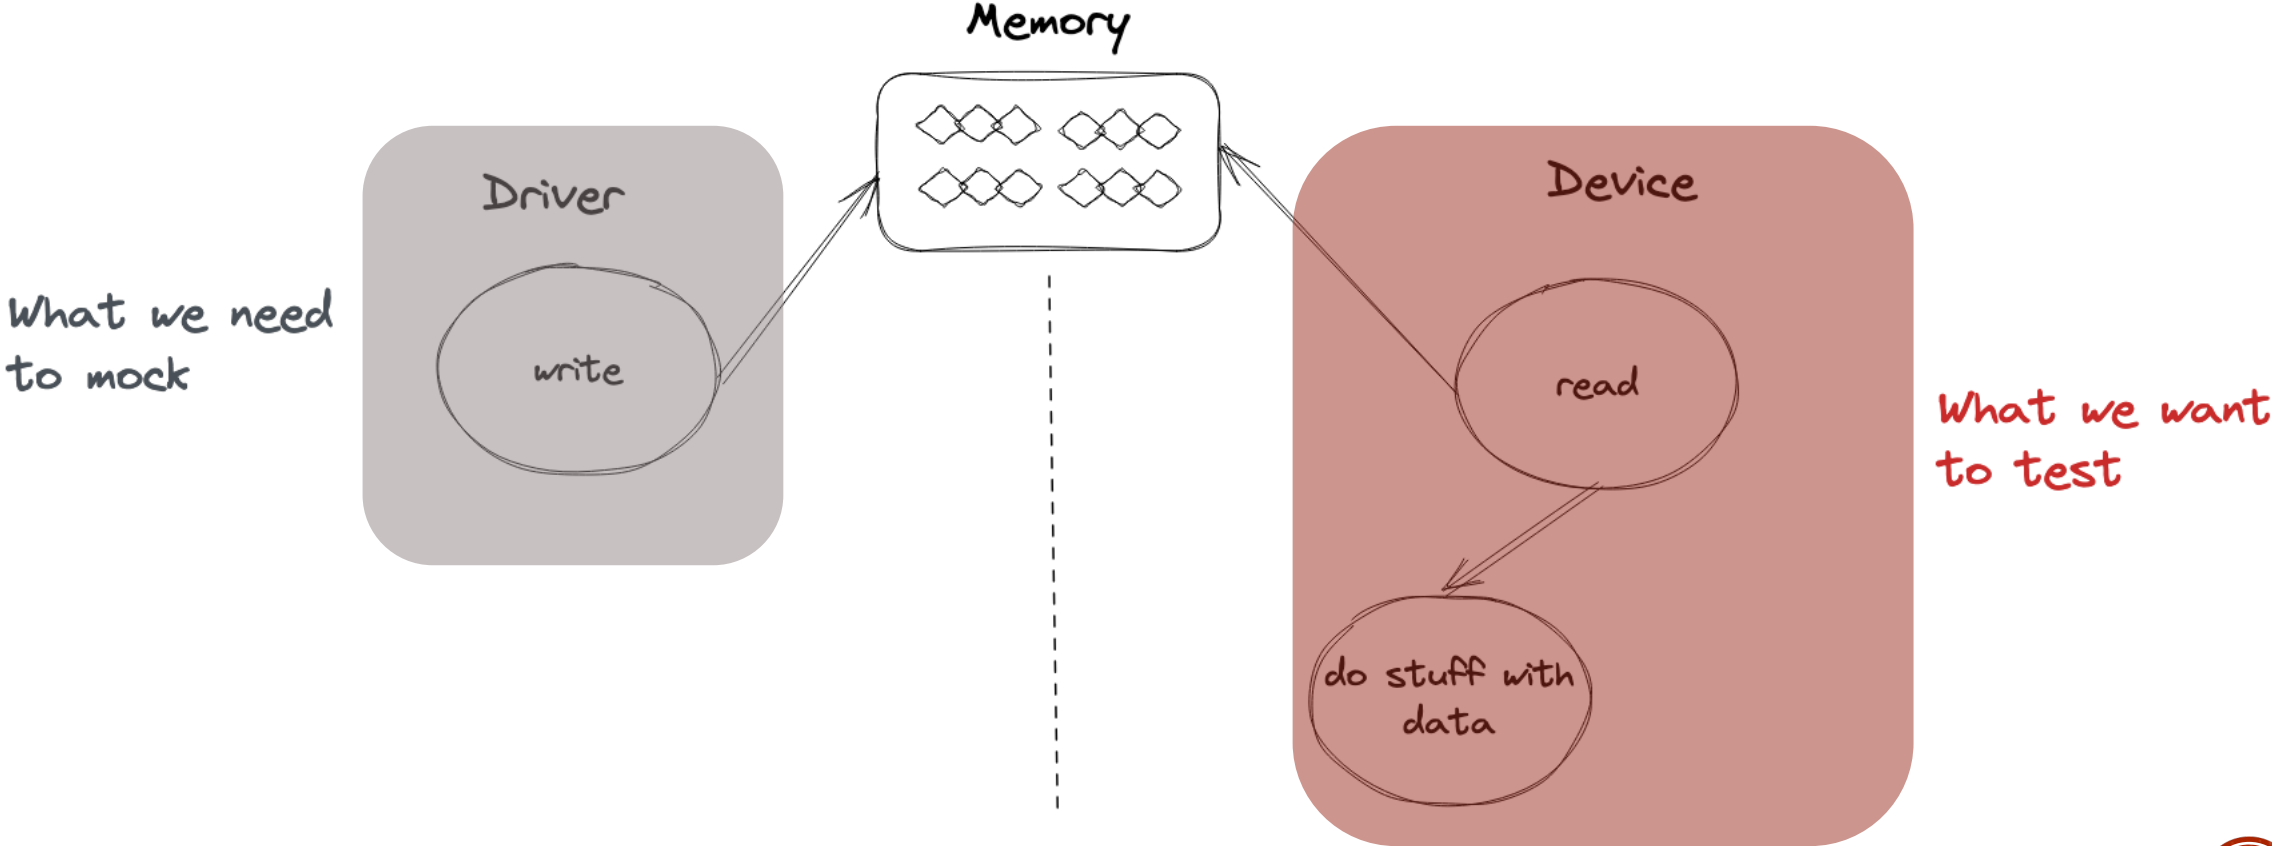 Memory
Driver
Device
What we need
to mock
write
read
What we want
to test
do stuff with
data